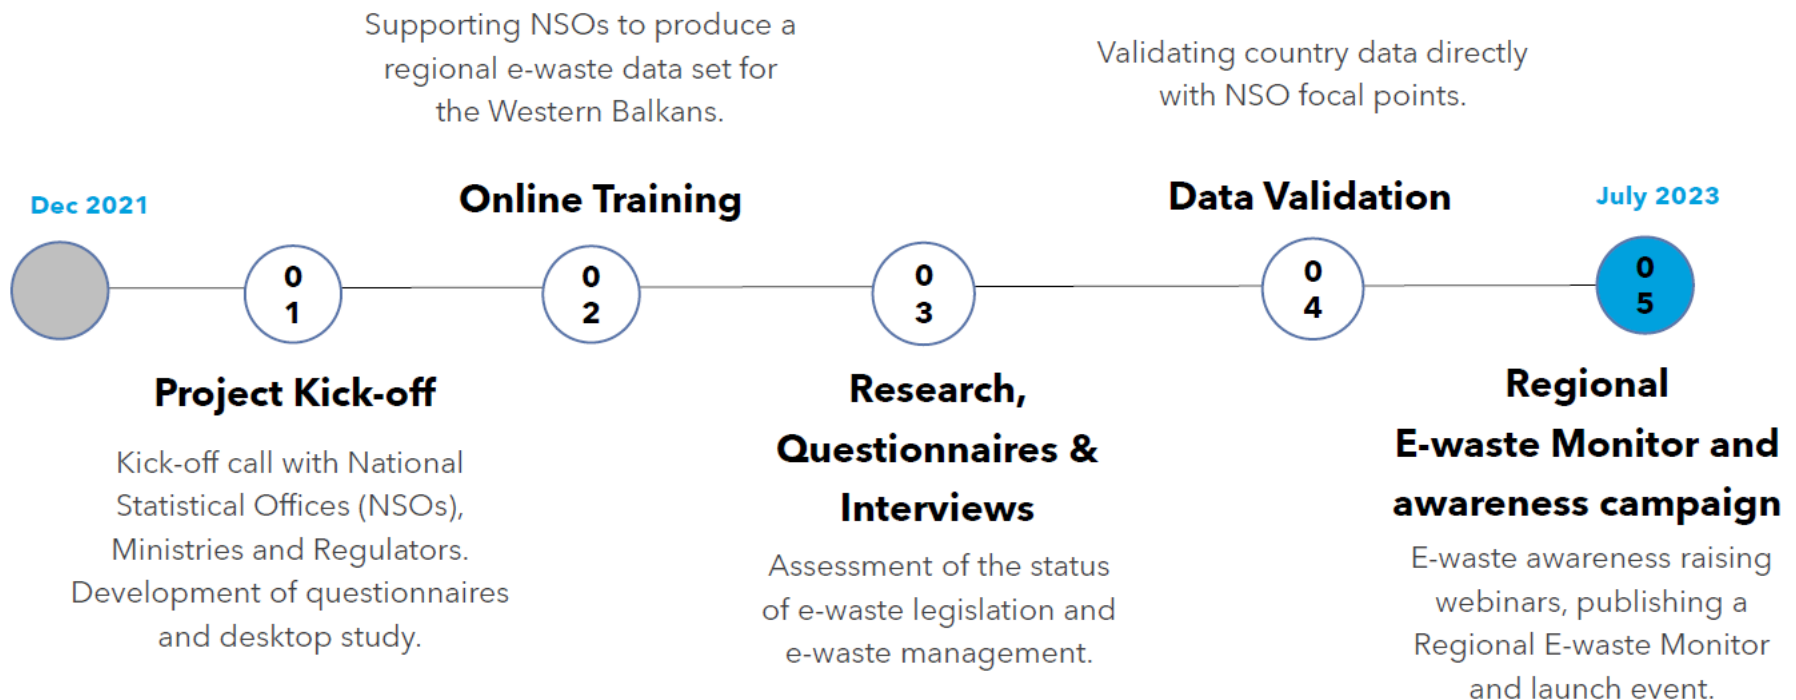 Supporting NSOs to produce a
regional e-waste data set for
the Western Balkans.
Validating country data directly
with NSO focal points.
Dec 2021
Online Training
Data Validation
July 2023
0
1
0
2
0
3
0
4
0
5
Project Kick-off
Kick-off call with National
Statistical Offices (NSOs),
Ministries and Regulators.
Development of questionnaires
and desktop study.
Research,
Questionnaires &
Interviews
Assessment of the status
of e-waste legislation and
e-waste management.
Regional
E-waste Monitor and
awareness campaign
E-waste awareness raising
webinars, publishing a
Regional E-waste Monitor
and launch event.